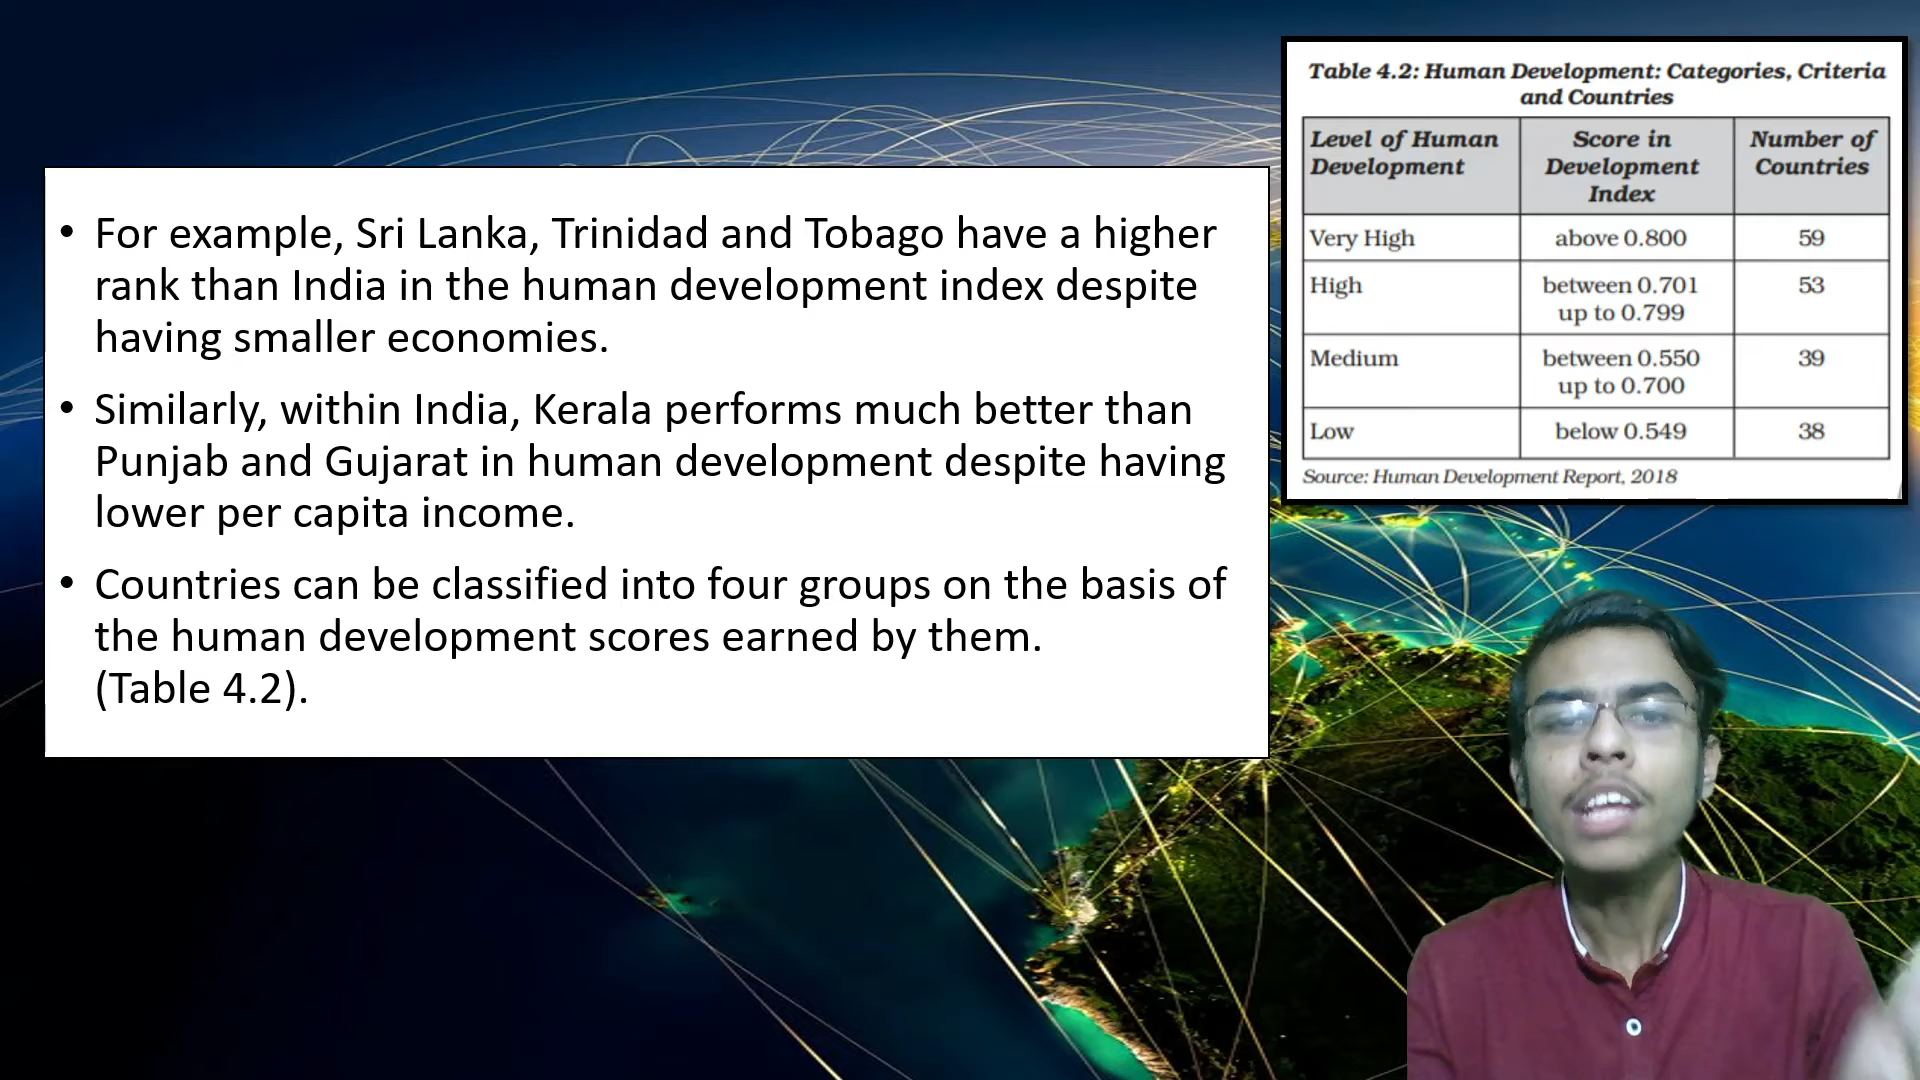 • For example, Sri Lanka, Trinidad and Tobago have a higher
rank than India in the human development index despite
having smaller economies.
• Similarly, within India, Kerala performs much better than
Punjab and Gujarat in human development despite having
lower per capita income.
• Countries can be classified into four groups on the basis of
the human development scores earned by them.
(Table 4.2).
Table 4.2: Human Development: Categories, Criteria
and Countries
Level of Human Development | Score in Development Index | Number of Countries
Very High | above 0.800 | 59
High | between 0.701 up to 0.799 | 53
Medium | between 0.550 up to 0.700 | 39
Low | below 0.549 | 38
Source: Human Development Report, 2018